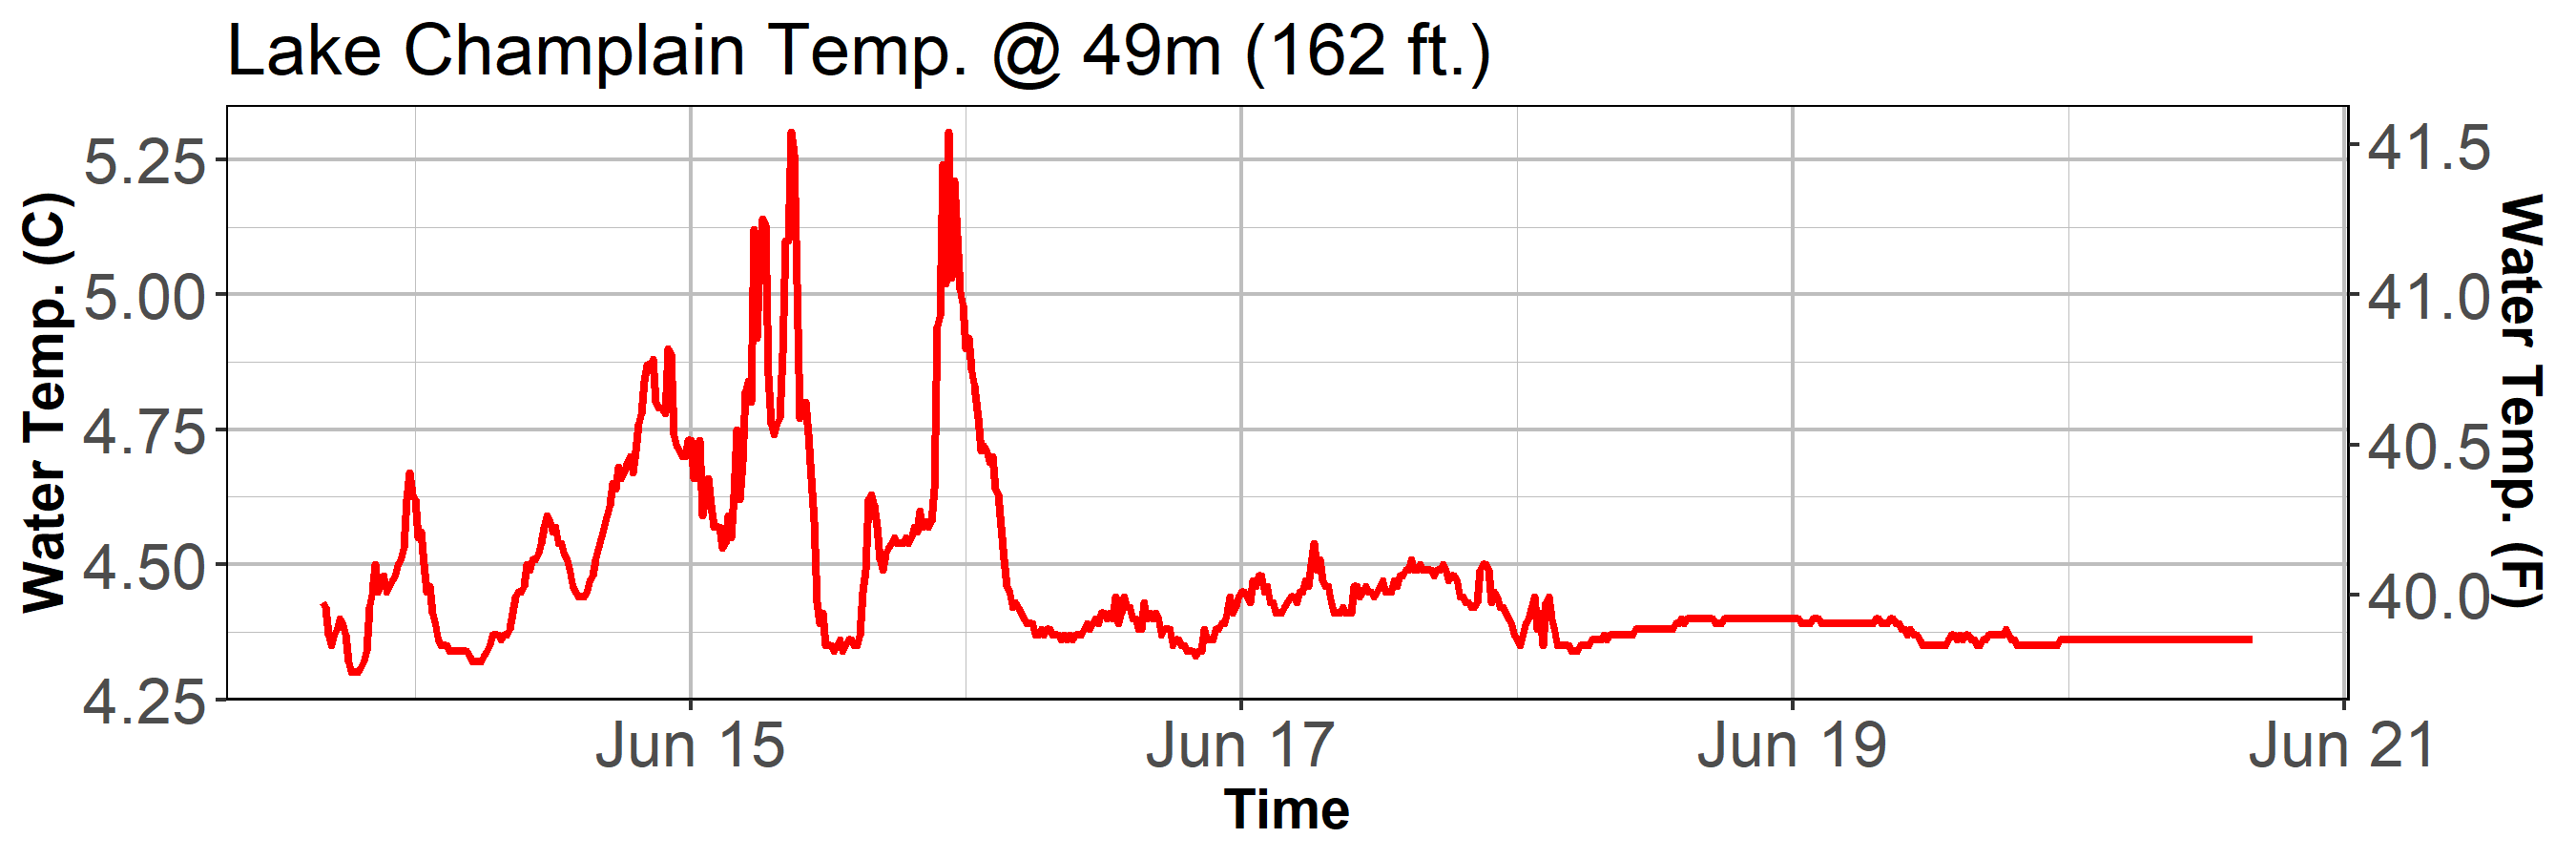 Lake Champlain Temp. @ 49m (162 ft.)
Water Temp. (C)
5.25
5.00
4.75
4.50
4.25
41.5
41.0
40.5
40.0
Water Temp. (F)
Jun 15 Jun 17 Jun 19 Jun 21
Time